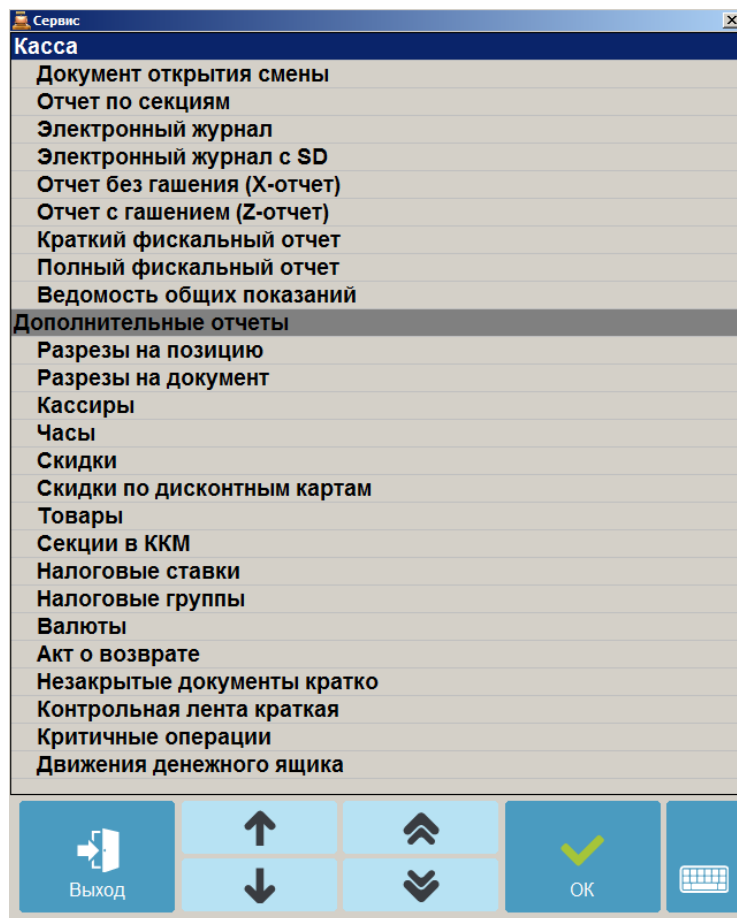 Сервис
Касса
Документ открытия смены
Отчет по секциям
Электронный журнал
Электронный журнал с SD
Отчет без гашения (X-отчет)
Отчет с гашением (Z-отчет)
Краткий фискальный отчет
Полный фискальный отчет
Ведомость общих показаний
Дополнительные отчеты
Разрезы на позицию
Разрезы на документ
Кассиры
Часы
Скидки
Скидки по дисконтным картам
Товары
Секции в ККМ
Налоговые ставки
Налоговые группы
Валюты
Акт о возврате
Незакрытые документы кратко
Контрольная лента краткая
Критичные операции
Движения денежного ящика
Выход
ОК